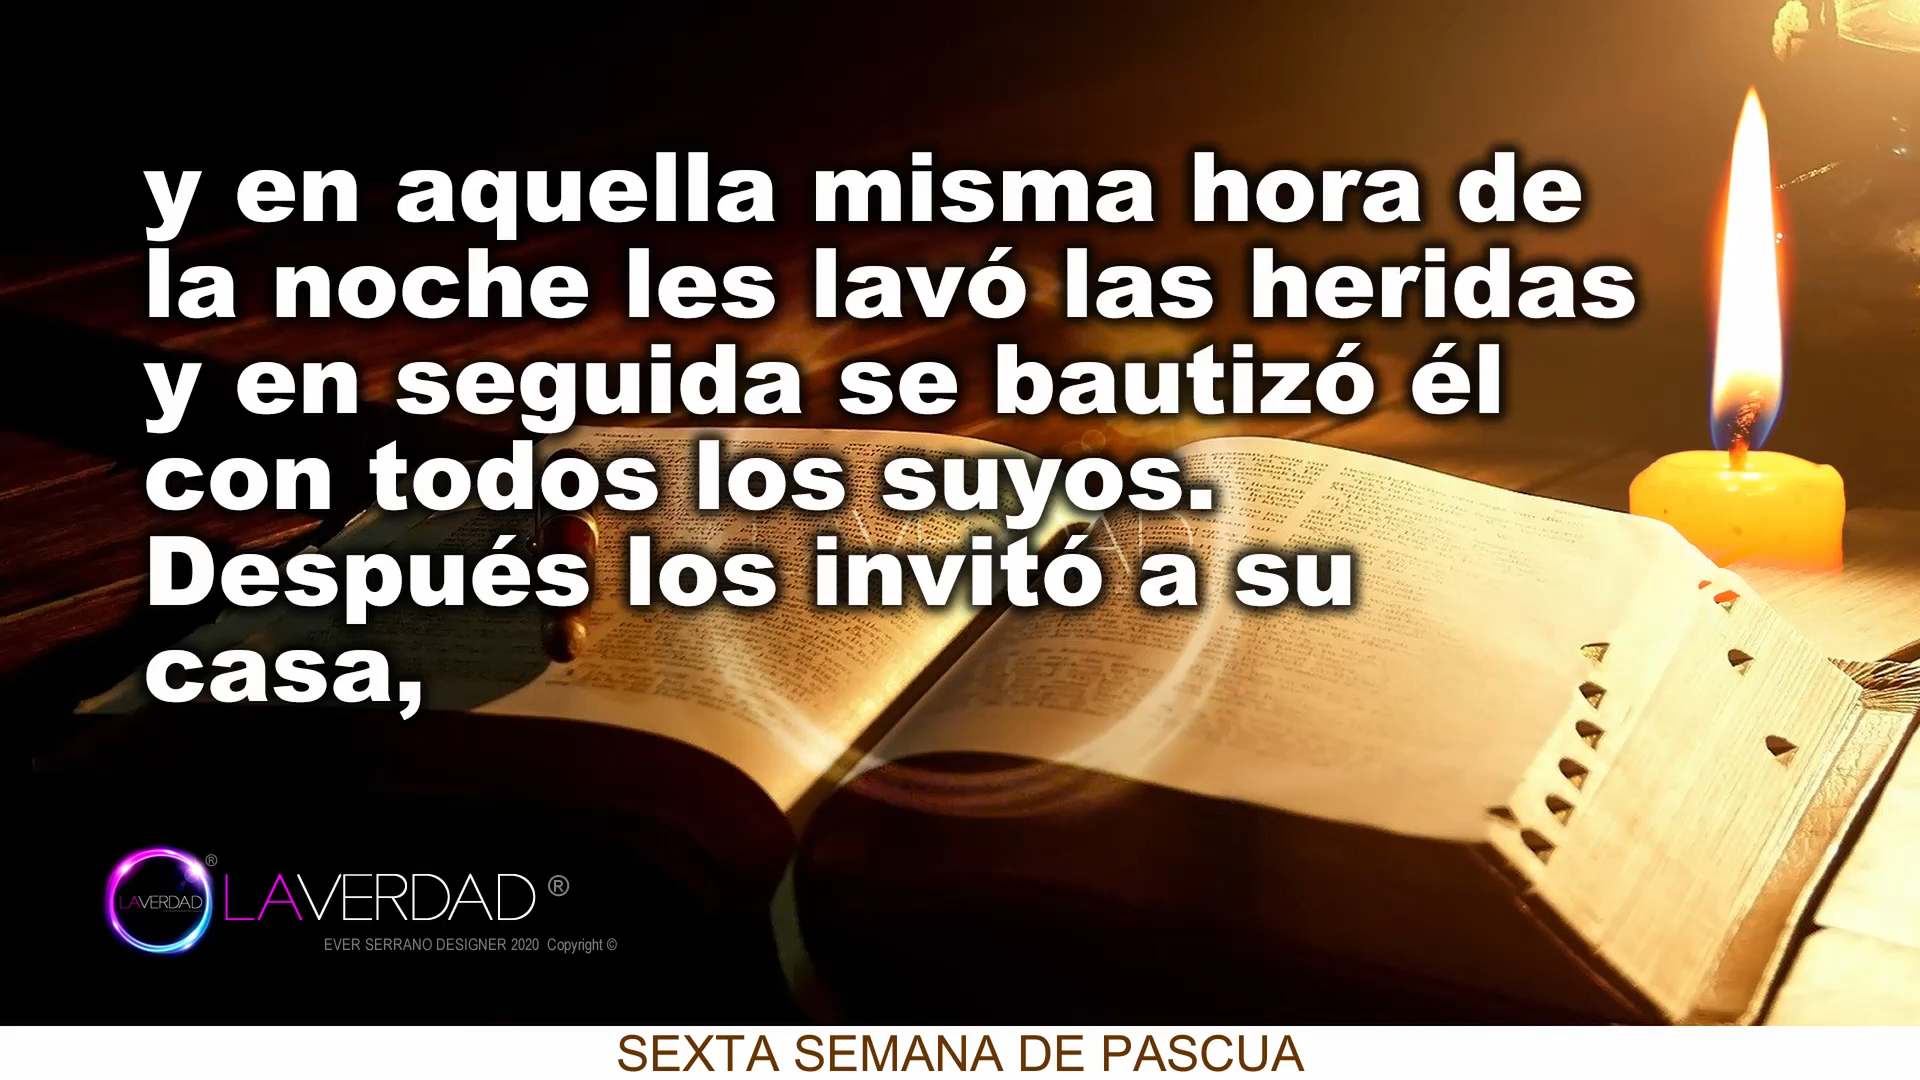 y en aquella misma hora de
la noche les lavó las heridas
y en seguida se bautizó él
con todos los suyos.
Después los invitó a su
casa,
LAVERDAD ®
LAVERDAD ®
EVER SERRANO DESIGNER 2020 Copyright ©
SEXTA SEMANA DE PASCUA